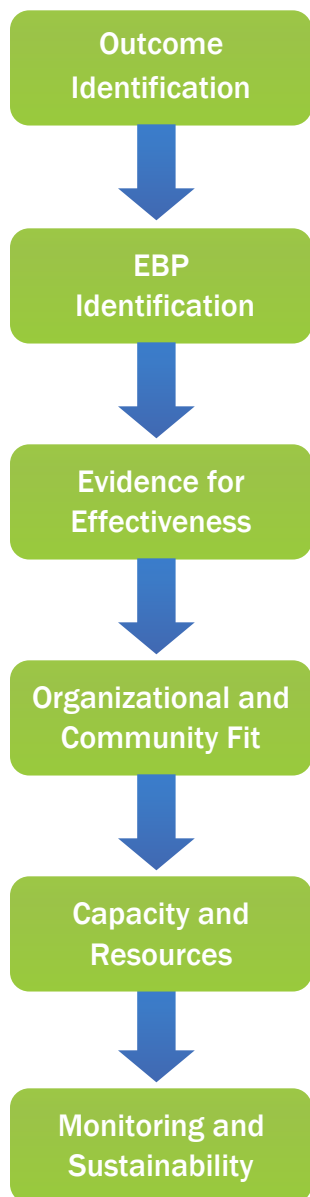 Outcome
Identification
EBP
Identification
Evidence for
Effectiveness
Organizational and
Community Fit
Capacity and
Resources
Monitoring and
Sustainability